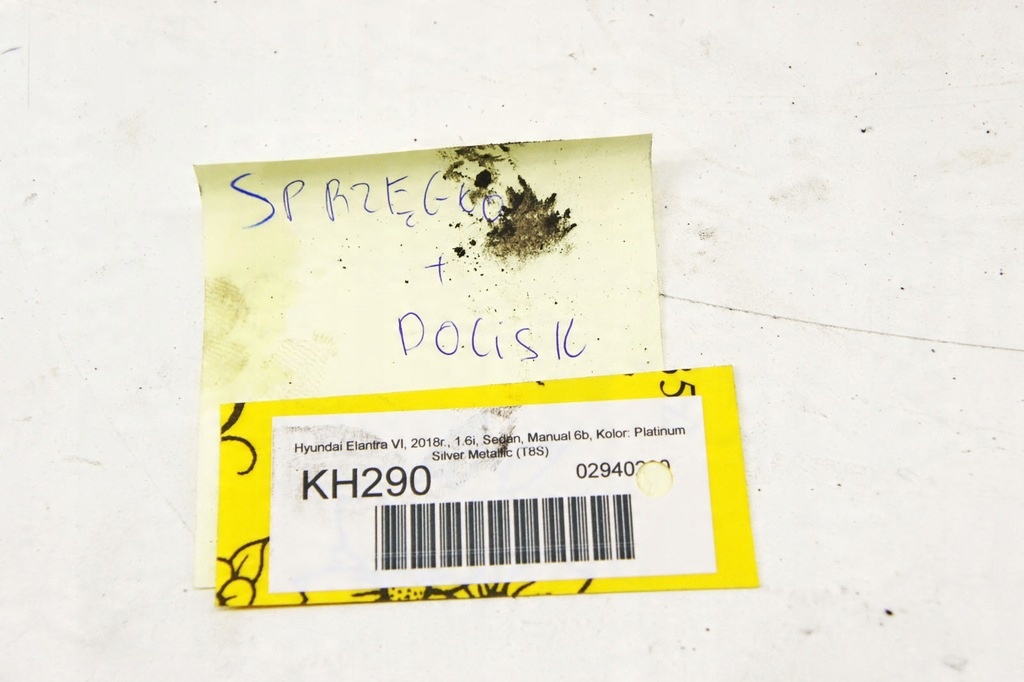 SPRZĘGŁO
+
DOCISK
Hyundai Elantra VI, 2018r., 1.6i, Sedan, Manual 6b, Kolor: Platinum
Silver Metallic (T8S)
KH290